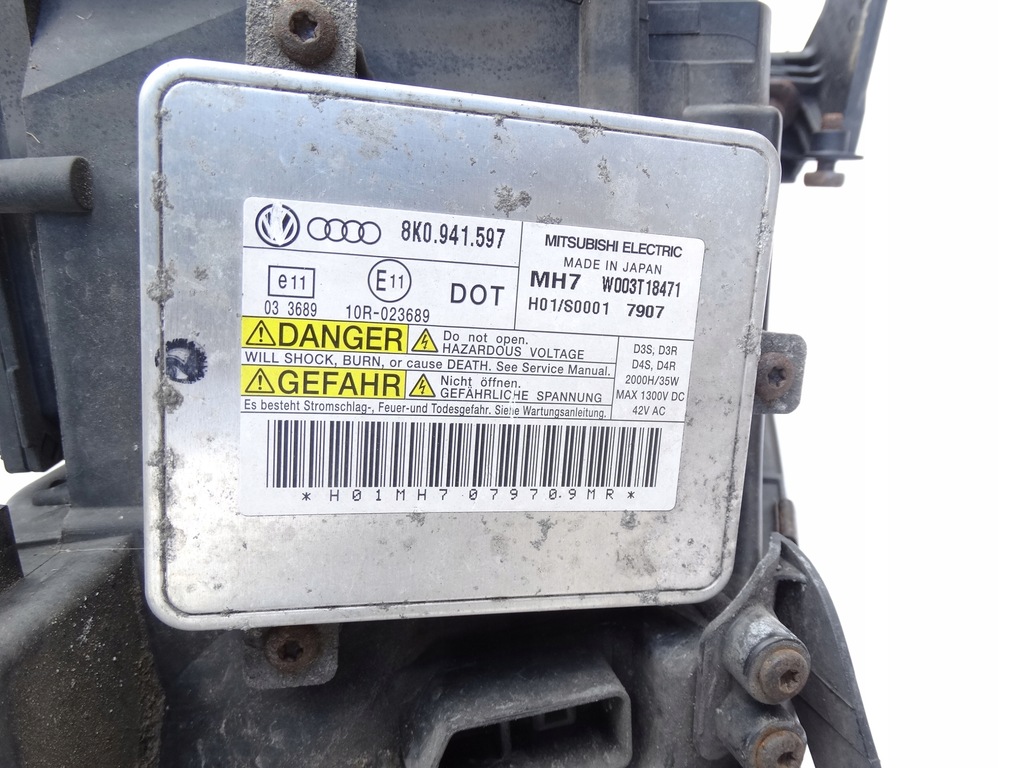 8K0.941.597
MITSUBISHI ELECTRIC
MADE IN JAPAN
MH7 W003T18471
H01/S0001 7907
e11
E11
DOT
03 3689
10R-023689
DANGER
Do not open.
HAZARDOUS VOLTAGE
WILL SHOCK, BURN, or cause DEATH. See Service Manual.
GEFAHR
Nicht öffnen.
GEFÄHRLICHE SPANNUNG
Es besteht Stromschlag-, Feuer-und Todesgefahr. Siehe Wartungsanleitung.
D3S, D3R
D4S, D4R
2000H/35W
MAX 1300V DC
42V AC
*H01MH7079709MR*